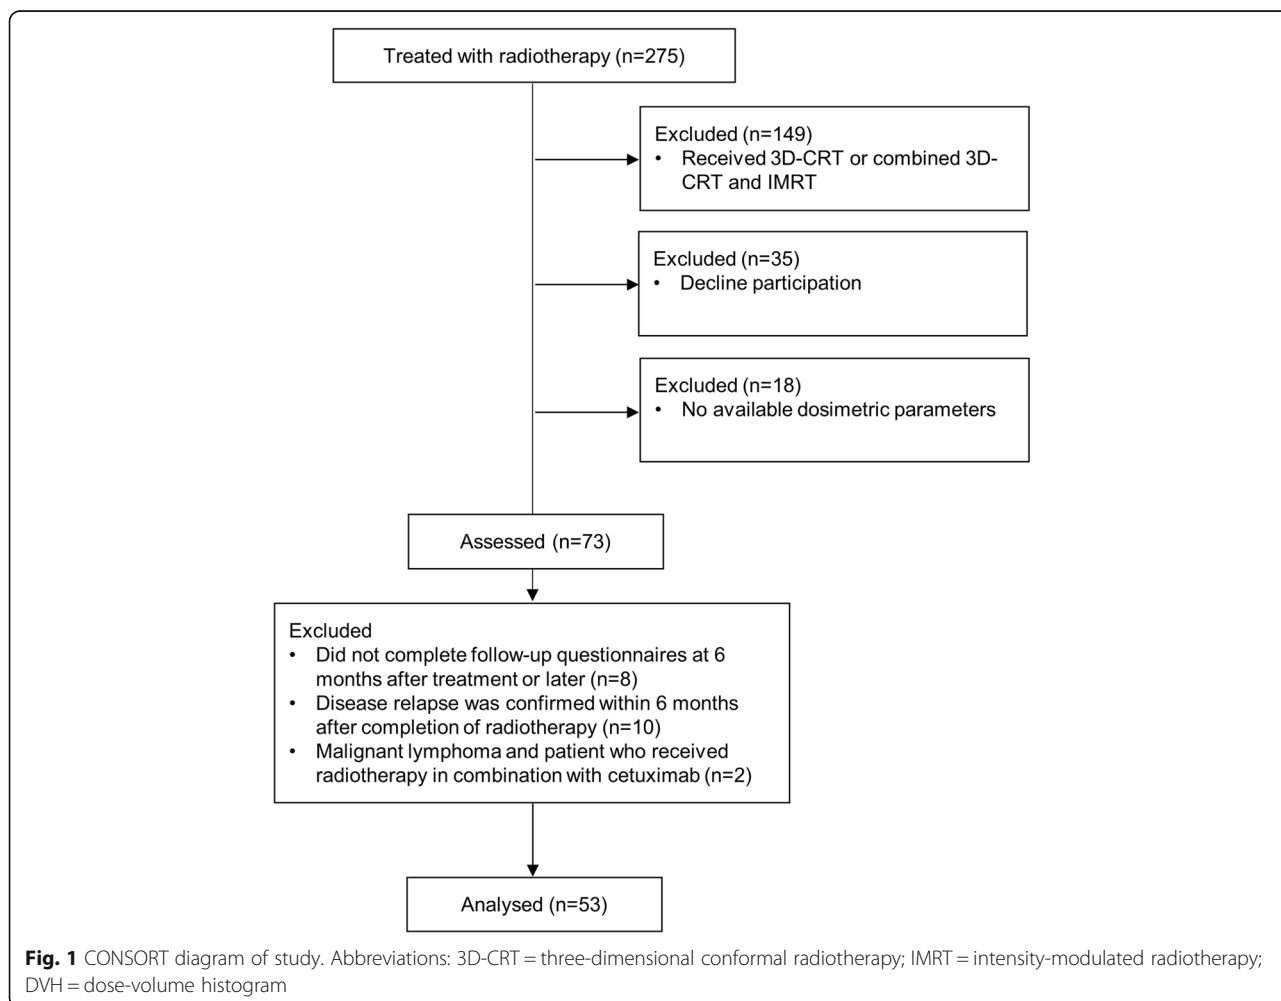 Treated with radiotherapy (n=275)
Excluded (n=149)
• Received 3D-CRT or combined 3D-
CRT and IMRT
Excluded (n=35)
• Decline participation
Excluded (n=18)
• No available dosimetric parameters
Assessed (n=73)
Excluded
• Did not complete follow-up questionnaires at 6
months after treatment or later (n=8)
• Disease relapse was confirmed within 6 months
after completion of radiotherapy (n=10)
• Malignant lymphoma and patient who received
radiotherapy in combination with cetuximab (n=2)
Analysed (n=53)
Fig. 1 CONSORT diagram of study. Abbreviations: 3D-CRT = three-dimensional conformal radiotherapy; IMRT = intensity-modulated radiotherapy;
DVH = dose-volume histogram